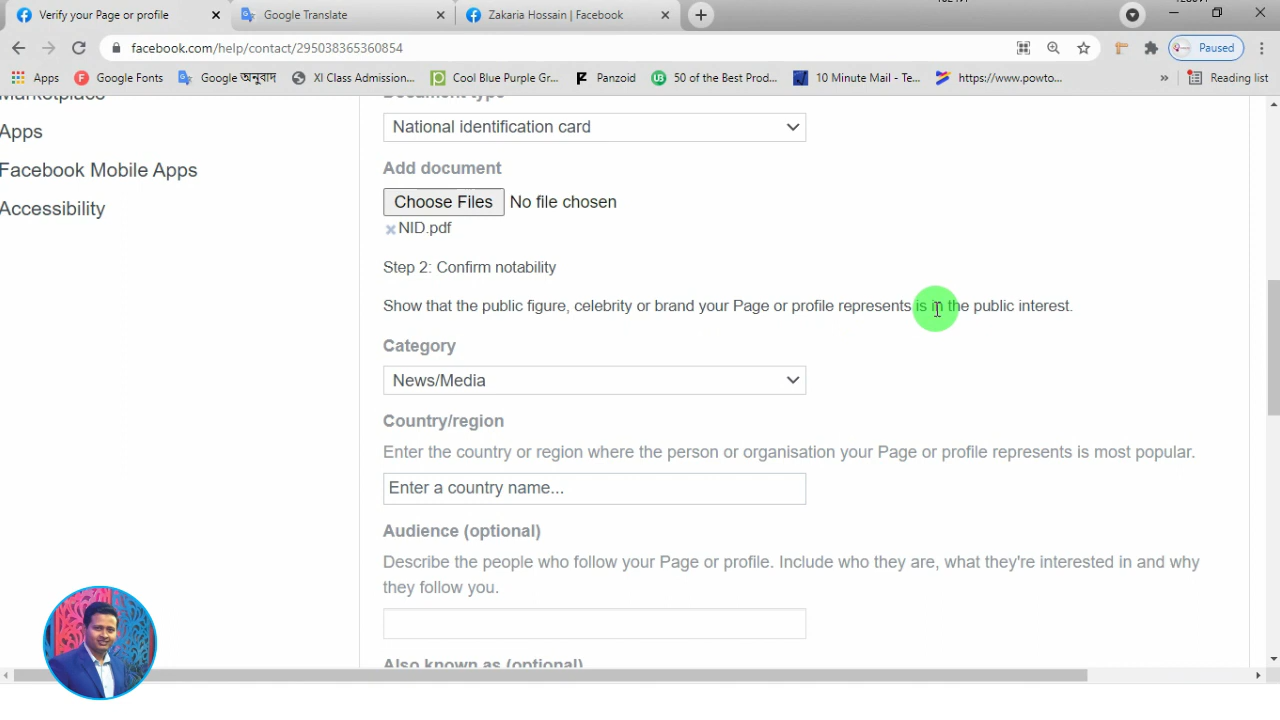 Verify your Page or profile
Google Translate
Zakaria Hossain | Facebook
facebook.com/help/contact/295038365360854
Paused
Apps
Google Fonts
Google অনুবাদ
XI Class Admission...
Cool Blue Purple Gr...
Panzoid
50 of the Best Prod...
10 Minute Mail - Te...
https://www.powto...
»
Reading list
Marketplace
Apps
Facebook Mobile Apps
Accessibility
Document type
National identification card
Add document
Choose Files No file chosen
NID.pdf
Step 2: Confirm notability
Show that the public figure, celebrity or brand your Page or profile represents is in the public interest.
Category
News/Media
Country/region
Enter the country or region where the person or organisation your Page or profile represents is most popular.
Enter a country name...
Audience (optional)
Describe the people who follow your Page or profile. Include who they are, what they're interested in and why
they follow you.
Also known as (optional)